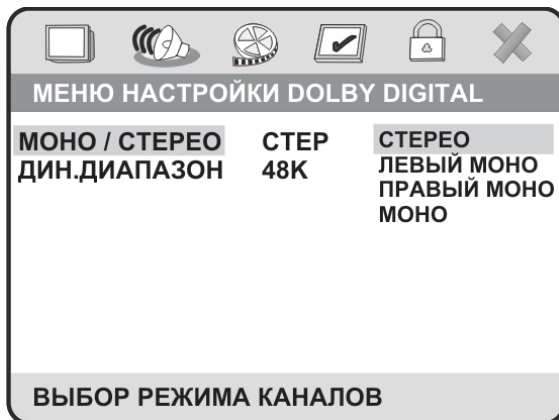 МЕНЮ НАСТРОЙКИ DOLBY DIGITAL
МОНО / СТЕРЕО СТЕР СТЕРЕО
ДИН.ДИАПАЗОН 48K ЛЕВЫЙ МОНО
ПРАВЫЙ МОНО
МОНО
ВЫБОР РЕЖИМА КАНАЛОВ